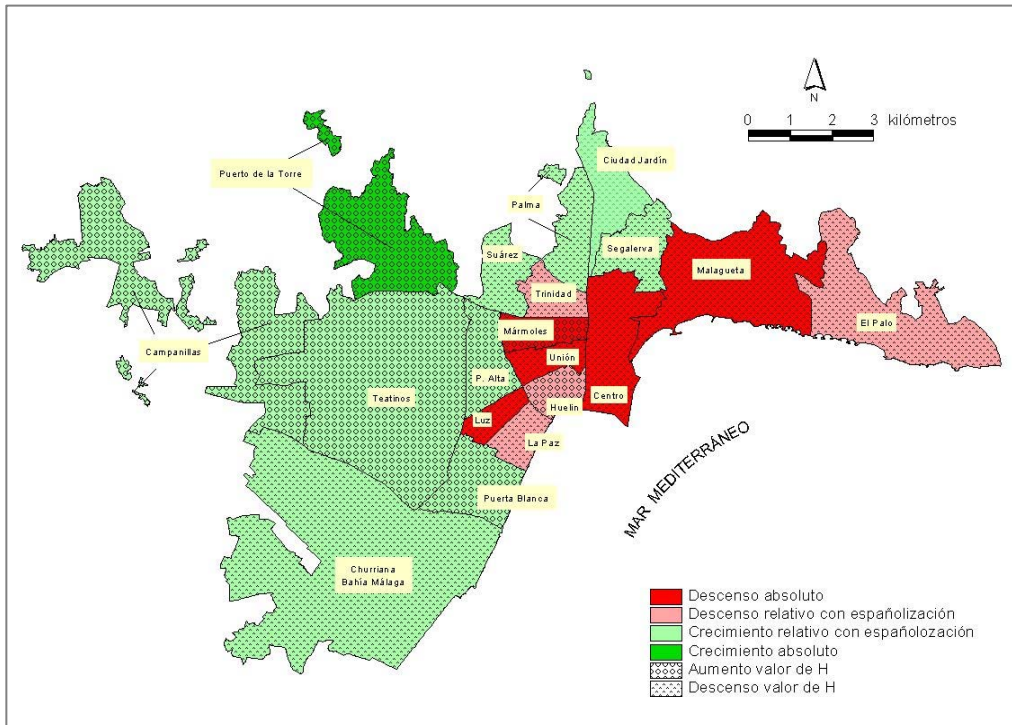 N
0 1 2 3 kilómetros
Ciudad Jardín
Puerto de la Torre
Palma
Suárez
Segalerva
Malagueta
Trinidad
El Palo
Mármoles
Campanillas
Unión
P. Alta
Teatinos
Centro
Huelin
Luz
La Paz
Puerta Blanca
MAR MEDITERRÁNEO
Churriana
Bahía Málaga
Descenso absoluto
Descenso relativo con españolización
Crecimiento relativo con españolozación
Crecimiento absoluto
Aumento valor de H
Descenso valor de H